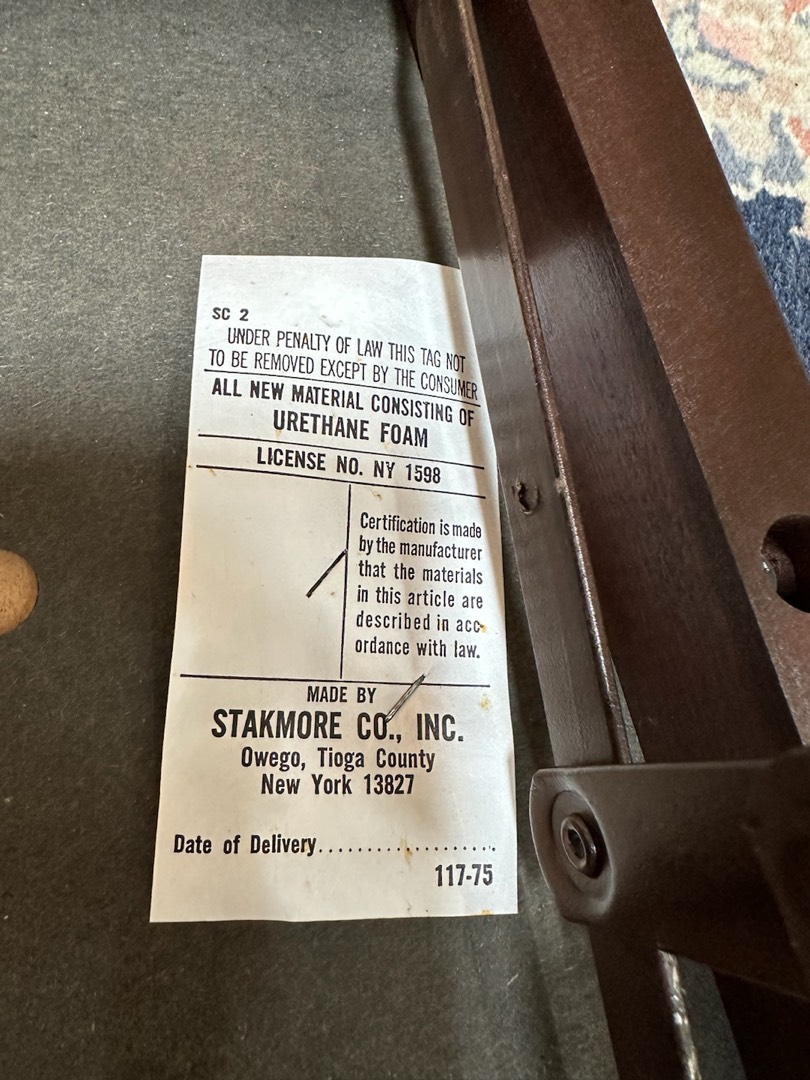 SC 2
UNDER PENALTY OF LAW THIS TAG NOT
TO BE REMOVED EXCEPT BY THE CONSUMER
ALL NEW MATERIAL CONSISTING OF
URETHANE FOAM
LICENSE NO. NY 1598
Certification is made
by the manufacturer
that the materials
in this article are
described in acc-
ordance with law.
MADE BY
STAKMORE CO., INC.
Owego, Tioga County
New York 13827
Date of Delivery...................
117-75